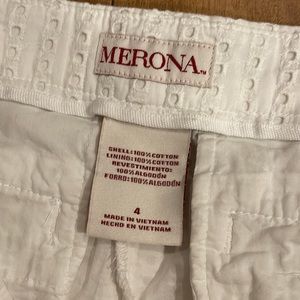 MERONA™
SHELL: 100% COTTON
LINING: 100% COTTON
REVESTIMIENTO:
100% ALGODÓN
FORRO: 100% ALGODÓN
4
MADE IN VIETNAM
HECHO EN VIETNAM